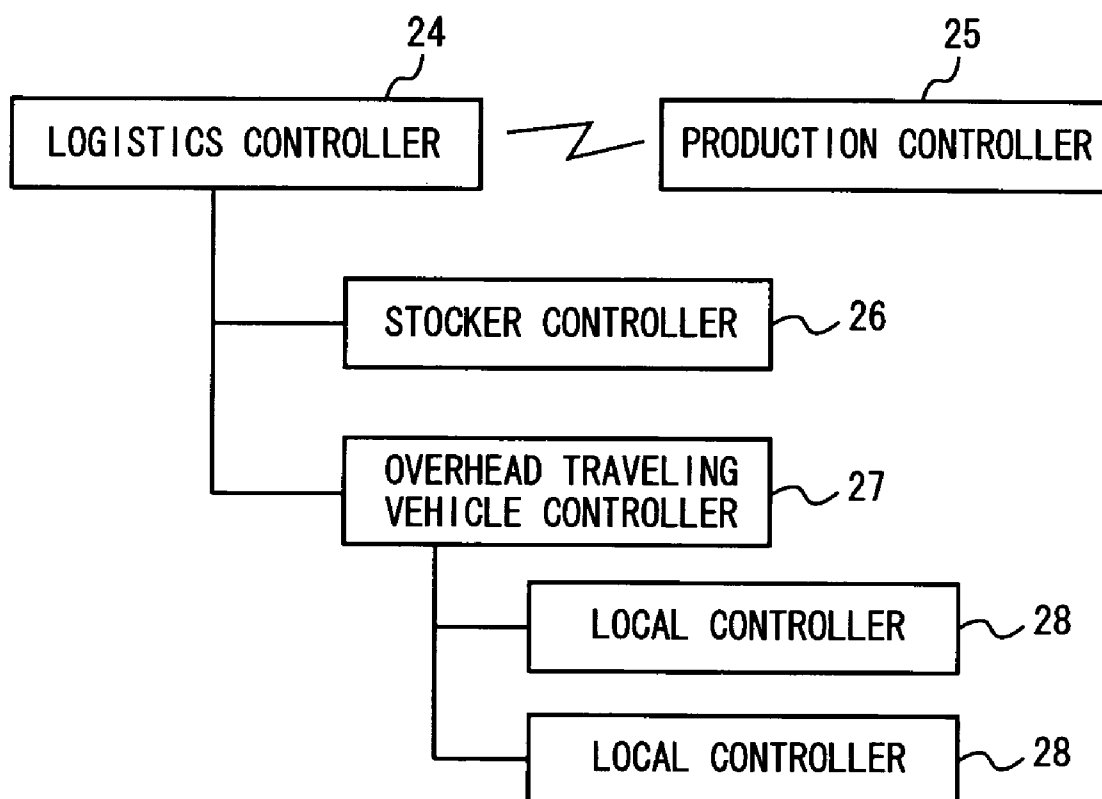 24
25
LOGISTICS CONTROLLER
PRODUCTION CONTROLLER
STOCKER CONTROLLER
26
OVERHEAD TRAVELING
VEHICLE CONTROLLER
27
LOCAL CONTROLLER
28
LOCAL CONTROLLER
28